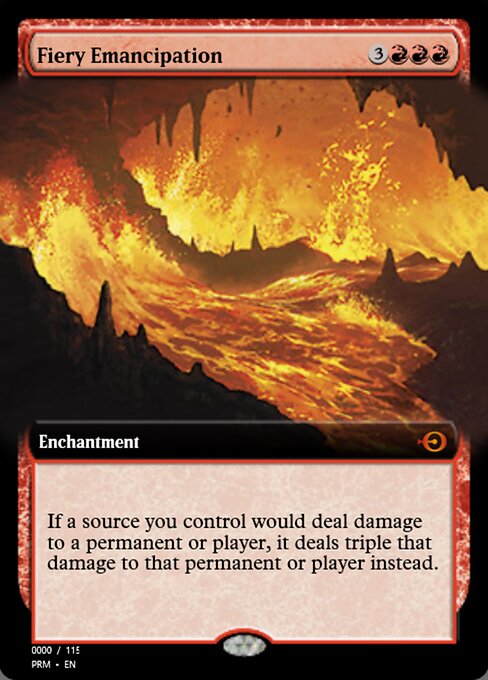 Fiery Emancipation 3
Enchantment
If a source you control would deal damage
to a permanent or player, it deals triple that
damage to that permanent or player instead.
0000 / 115
PRM • EN